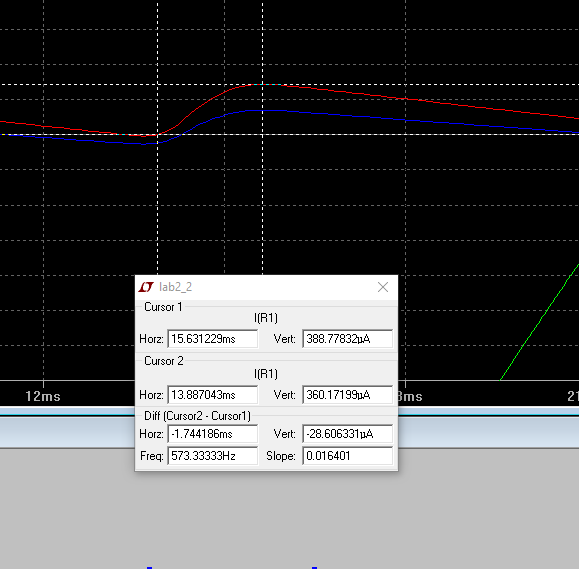 lab2_2
Cursor 1
I(R1)
Horz: 15.631229ms Vert: 388.77832µA
Cursor 2
I(R1)
Horz: 13.887043ms Vert: 360.17199µA
Diff (Cursor2 - Cursor1)
Horz: -1.744186ms Vert: -28.606331µA
Freq: 573.33333Hz Slope: 0.016401
12ms 8ms 21